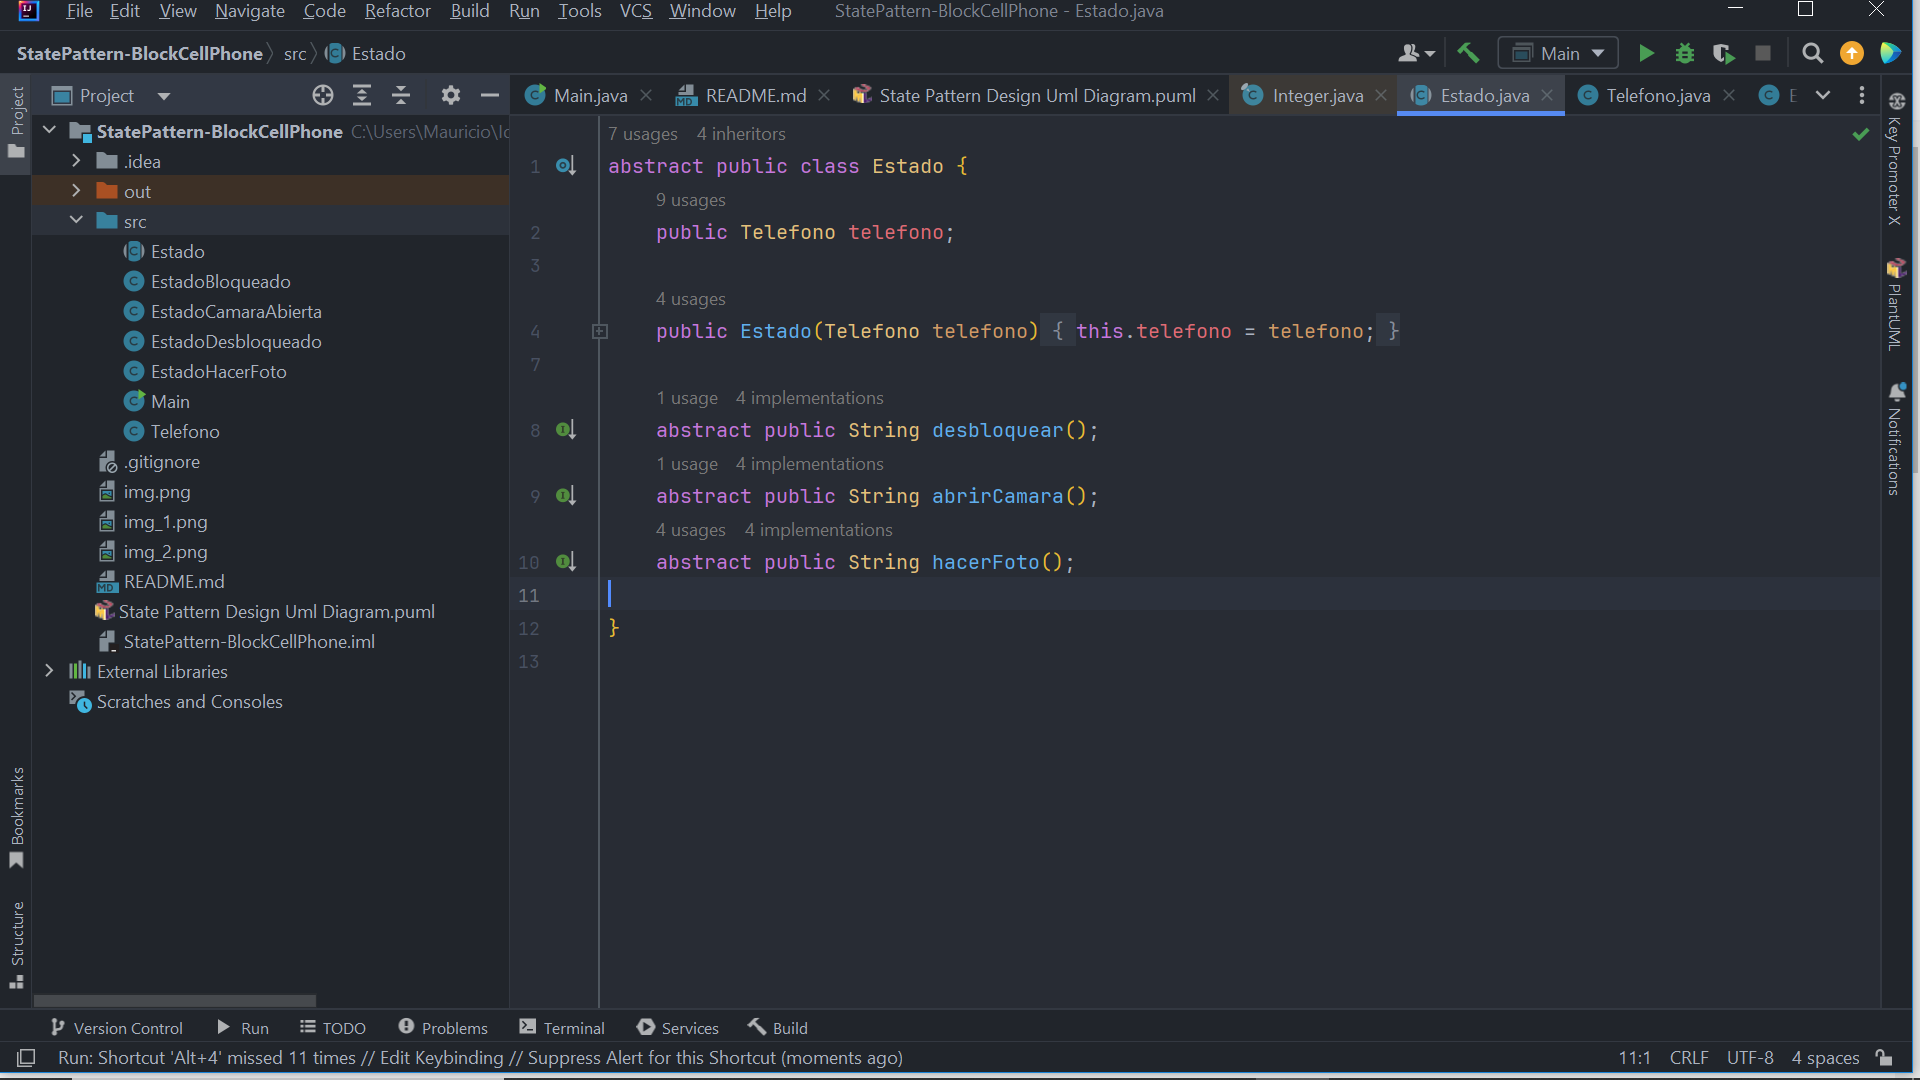 File Edit View Navigate Code Refactor Build Run Tools VCS Window Help StatePattern-BlockCellPhone - Estado.java
StatePattern-BlockCellPhone src Estado
Main
Project
Main.java README.md State Pattern Design Uml Diagram.puml Integer.java Estado.java Telefono.java E
Project
StatePattern-BlockCellPhone C:\Users\Mauricio\Ic
.idea
out
src
Estado
EstadoBloqueado
EstadoCamaraAbierta
EstadoDesbloqueado
EstadoHacerFoto
Main
Telefono
.gitignore
img.png
img_1.png
img_2.png
README.md
State Pattern Design Uml Diagram.puml
StatePattern-BlockCellPhone.iml
External Libraries
Scratches and Consoles
Bookmarks
Structure
7 usages 4 inheritors
1 abstract public class Estado {
9 usages
2 public Telefono telefono;
3
4 usages
4 public Estado(Telefono telefono) { this.telefono = telefono; }
7
1 usage 4 implementations
8 abstract public String desbloquear();
1 usage 4 implementations
9 abstract public String abrirCamara();
4 usages 4 implementations
10 abstract public String hacerFoto();
11
12 }
13
Key Promoter X
PlantUML
Notifications
Version Control Run TODO Problems Terminal Services Build
Run: Shortcut 'Alt+4' missed 11 times // Edit Keybinding // Suppress Alert for this Shortcut (moments ago) 11:1 CRLF UTF-8 4 spaces